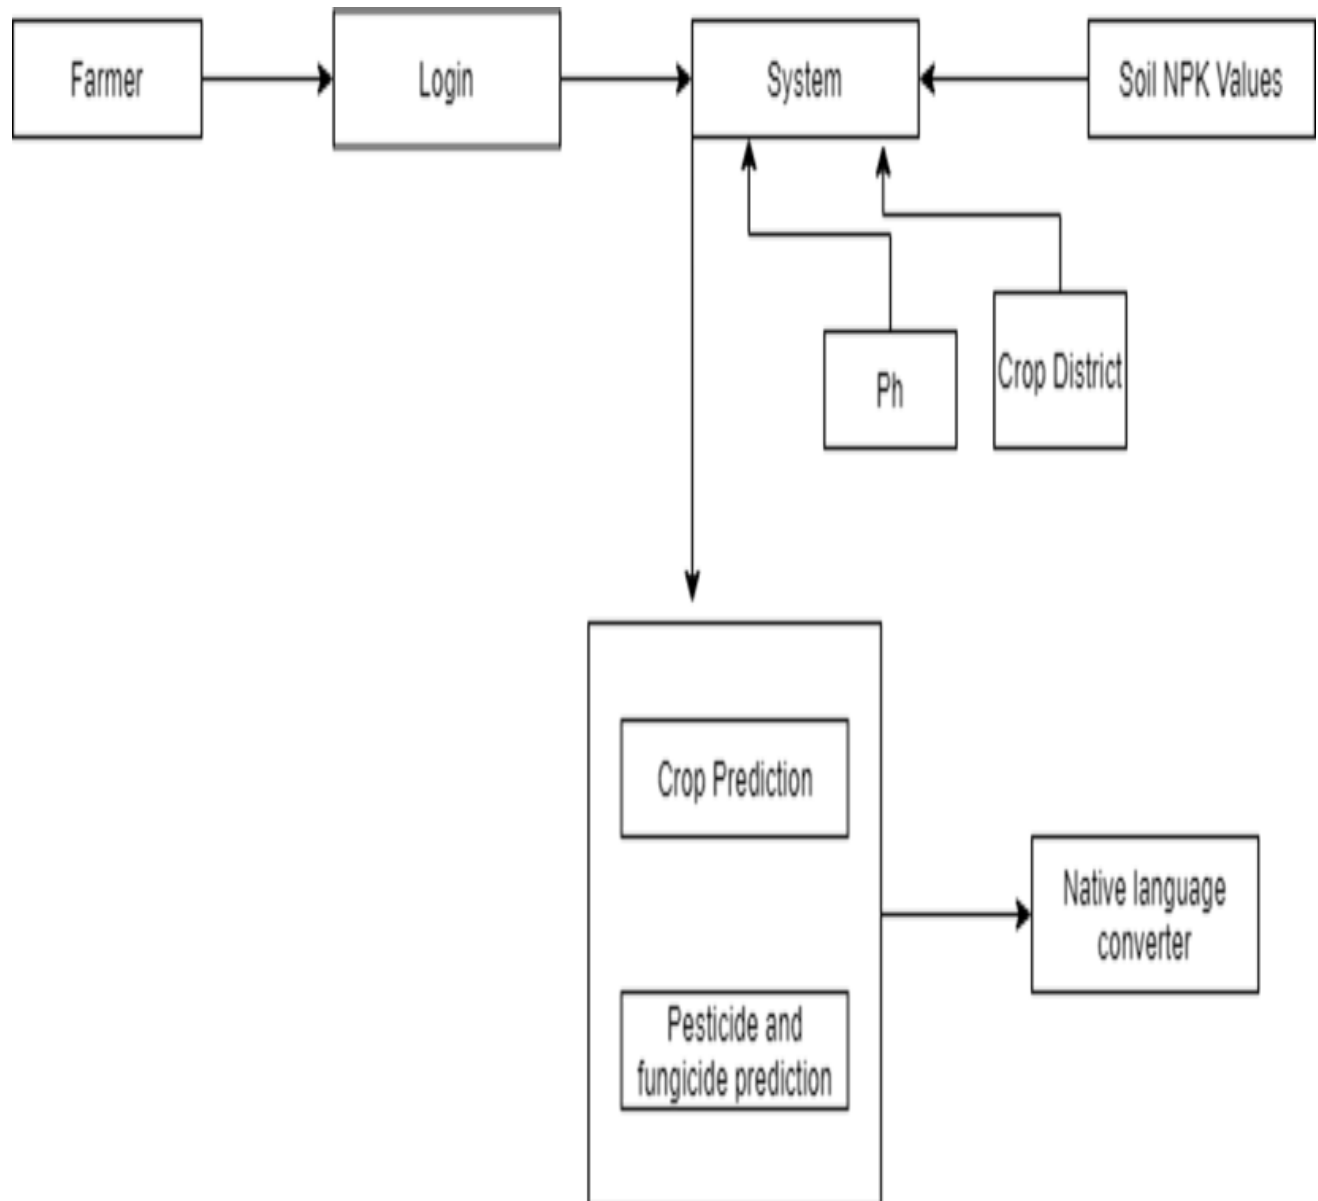 Farmer
Login
System
Soil NPK Values
Ph
Crop District
Crop Prediction
Pesticide and
fungicide prediction
Native language
converter